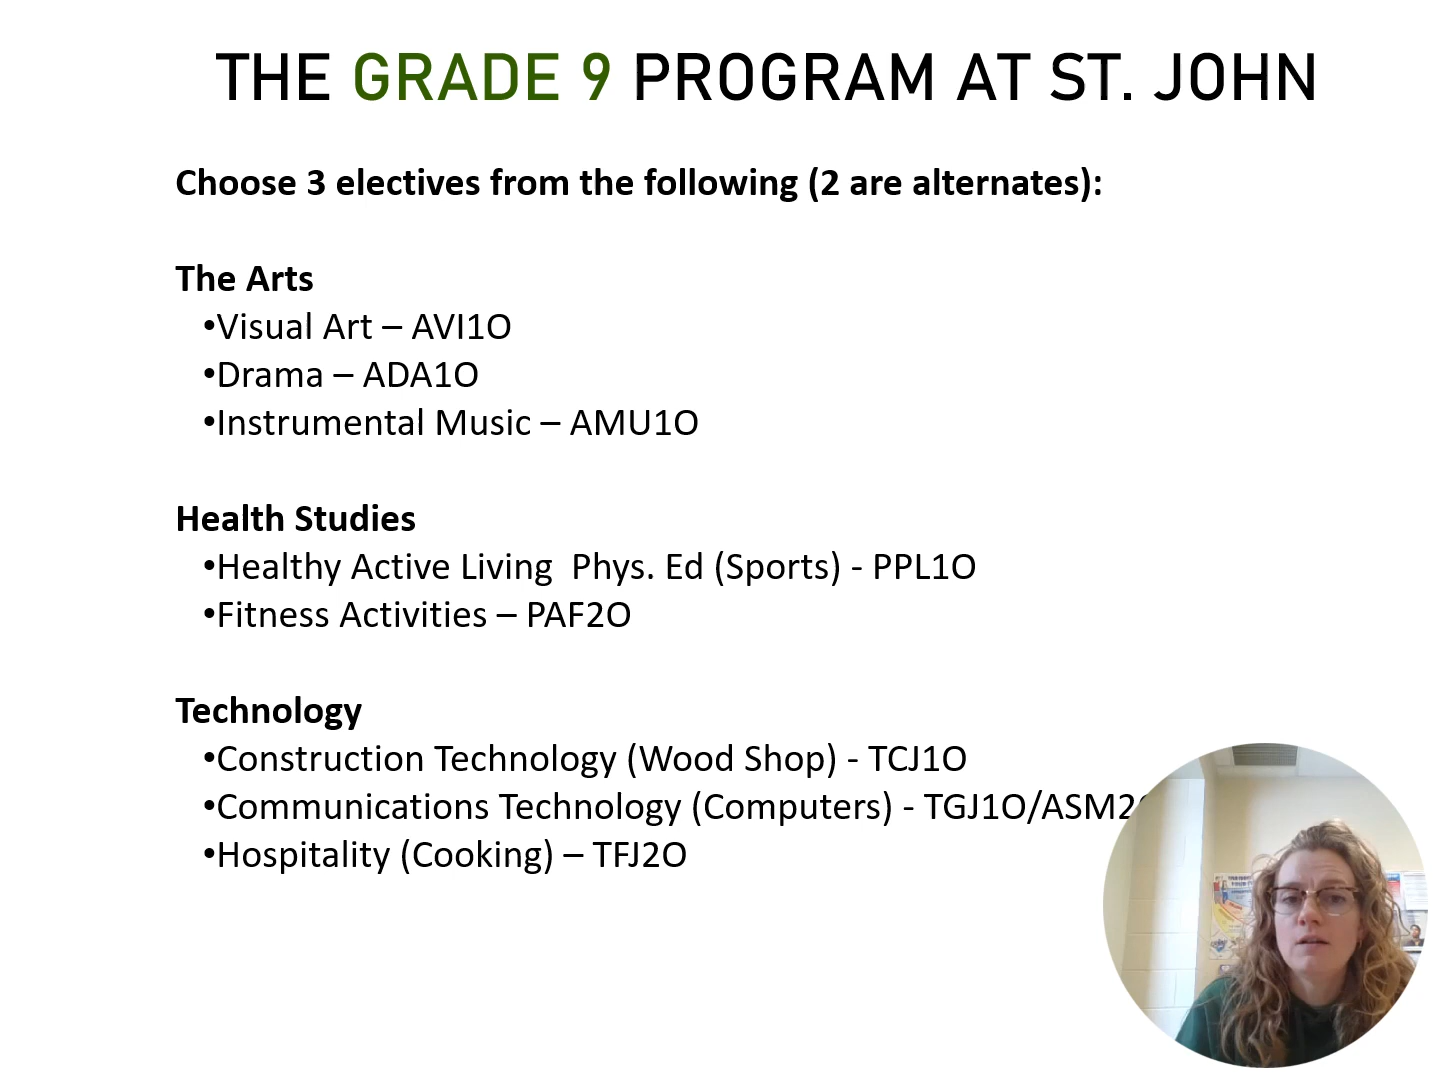 THE GRADE 9 PROGRAM AT ST. JOHN
Choose 3 electives from the following (2 are alternates):
The Arts
•Visual Art – AVI1O
•Drama – ADA1O
•Instrumental Music – AMU1O
Health Studies
•Healthy Active Living  Phys. Ed (Sports) - PPL1O
•Fitness Activities – PAF2O
Technology
•Construction Technology (Wood Shop) - TCJ1O
•Communications Technology (Computers) - TGJ1O/ASM2
•Hospitality (Cooking) – TFJ2O